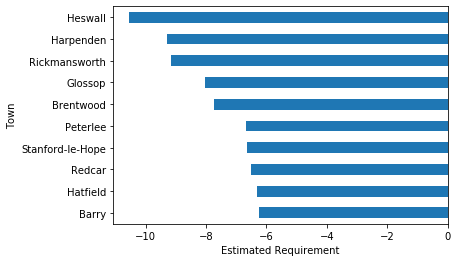 Heswall
Harpenden
Rickmansworth
Glossop
Brentwood
Peterlee
Stanford-le-Hope
Redcar
Hatfield
Barry
Town
−10 −8 −6 −4 −2 0
Estimated Requirement